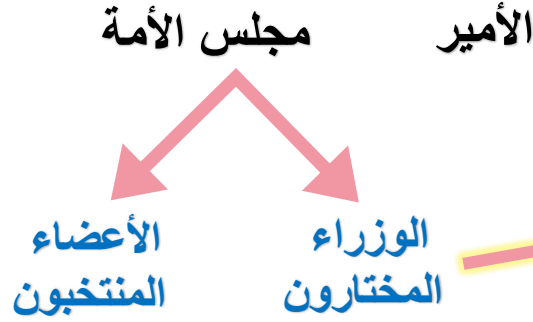 الأمير
مجلس الأمة
الوزراء
المختارون
الأعضاء
المنتخبون